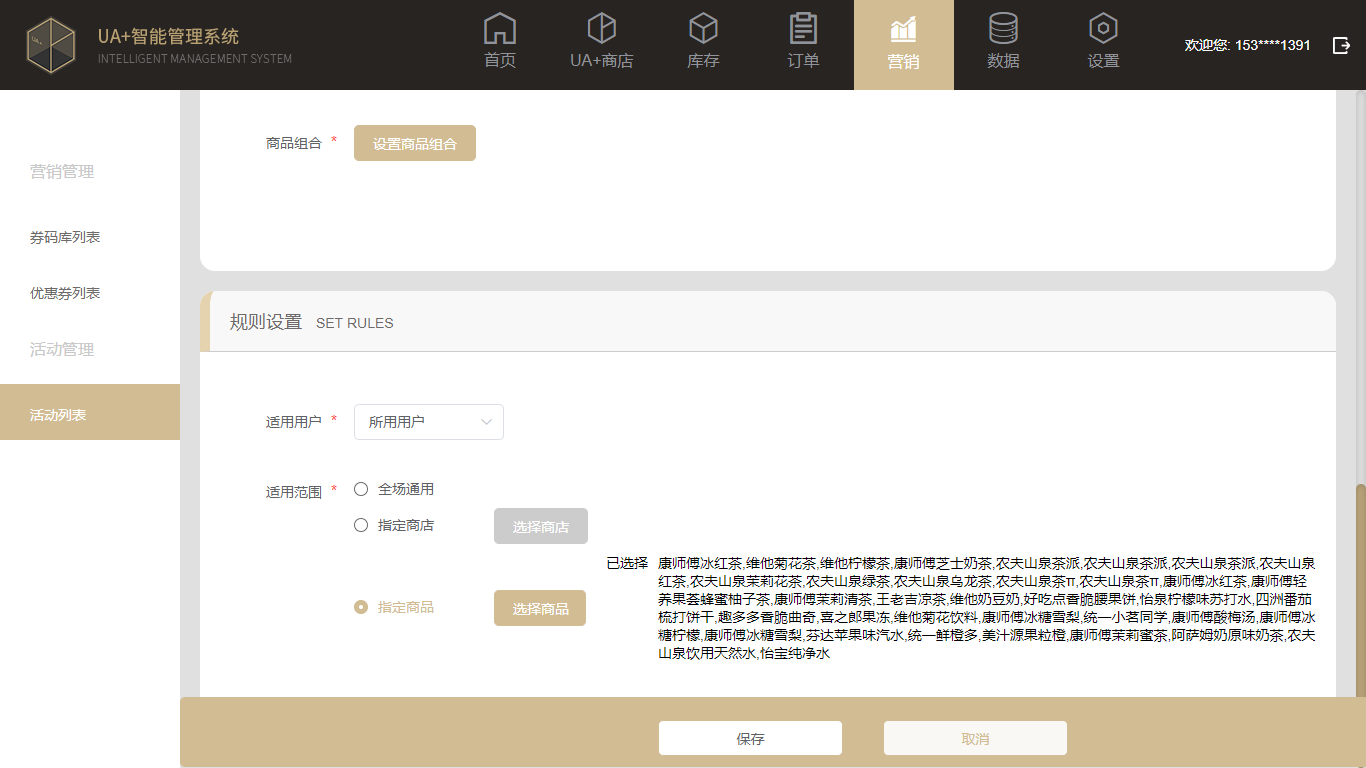 UA+智能管理系统
INTELLIGENT MANAGEMENT SYSTEM
首页
UA+商店
库存
订单
营销
数据
设置
欢迎您: 153****1391
营销管理
券码库列表
优惠券列表
活动管理
活动列表
商品组合 *
设置商品组合
规则设置 SET RULES
适用用户 *
所用用户
适用范围 *
全场通用
指定商店
选择商店
指定商品
选择商品
已选择
康师傅冰红茶,维他菊花茶,维他柠檬茶,康师傅芝士奶茶,农夫山泉茶派,农夫山泉茶派,农夫山泉茶派,农夫山泉
红茶,农夫山泉茉莉花茶,农夫山泉绿茶,农夫山泉乌龙茶,农夫山泉茶π,农夫山泉茶π,康师傅冰红茶,康师傅轻
养果荟蜂蜜柚子茶,康师傅茉莉清茶,王老吉凉茶,维他奶豆奶,好吃点香脆腰果饼,怡泉柠檬味苏打水,四洲番茄
梳打饼干,趣多多香脆曲奇,喜之郎果冻,维他菊花饮料,康师傅冰糖雪梨,统一小茗同学,康师傅酸梅汤,康师傅冰
糖柠檬,康师傅冰糖雪梨,芬达苹果味汽水,统一鲜橙多,美汁源果粒橙,康师傅茉莉蜜茶,阿萨姆奶原味奶茶,农夫
山泉饮用天然水,怡宝纯净水
保存
取消